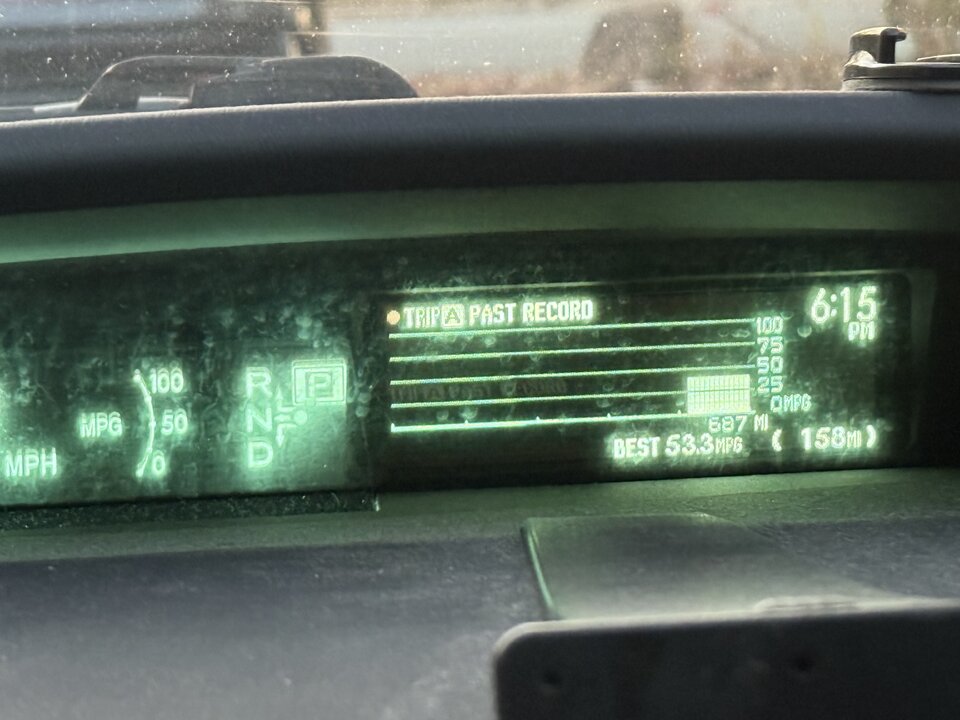 MPH
MPG
100
50
0
R
N
D
P
TRIP A PAST RECORD
6:15
PM
100
75
50
25
0MPG
687 MI
BEST 53.3MPG ( 158MI )